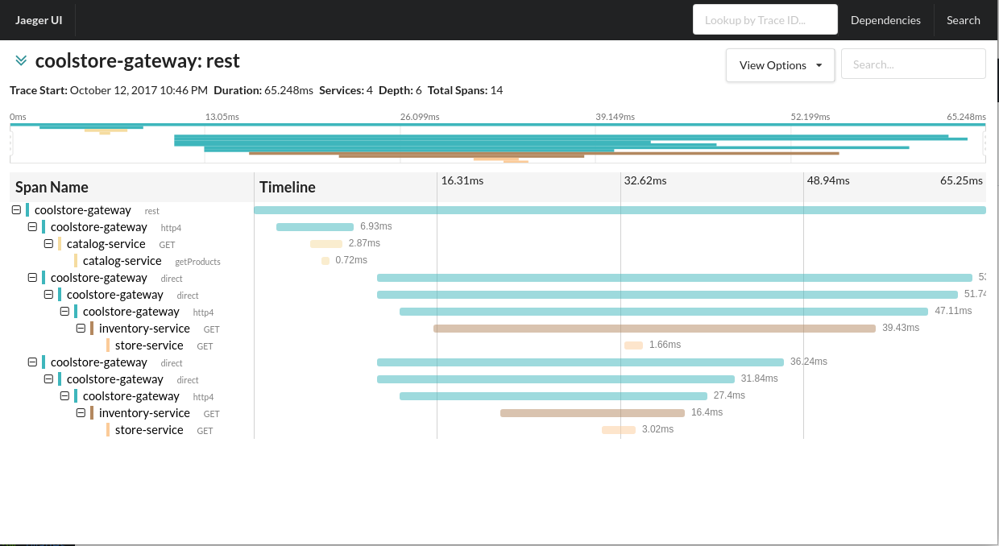 Jaeger UI Lookup by Trace ID... Dependencies Search
coolstore-gateway: rest View Options Search...
Trace Start: October 12, 2017 10:46 PM Duration: 65.248ms Services: 4 Depth: 6 Total Spans: 14
0ms 13.05ms 26.099ms 39.149ms 52.199ms 65.248ms
Span Name Timeline 16.31ms 32.62ms 48.94ms 65.25ms
coolstore-gateway rest
coolstore-gateway http4 6.93ms
catalog-service GET 2.87ms
catalog-service getProducts 0.72ms
coolstore-gateway direct
coolstore-gateway direct 51.74
coolstore-gateway http4 47.11ms
inventory-service GET 39.43ms
store-service GET 1.66ms
coolstore-gateway direct 36.24ms
coolstore-gateway direct 31.84ms
coolstore-gateway http4 27.4ms
inventory-service GET 16.4ms
store-service GET 3.02ms